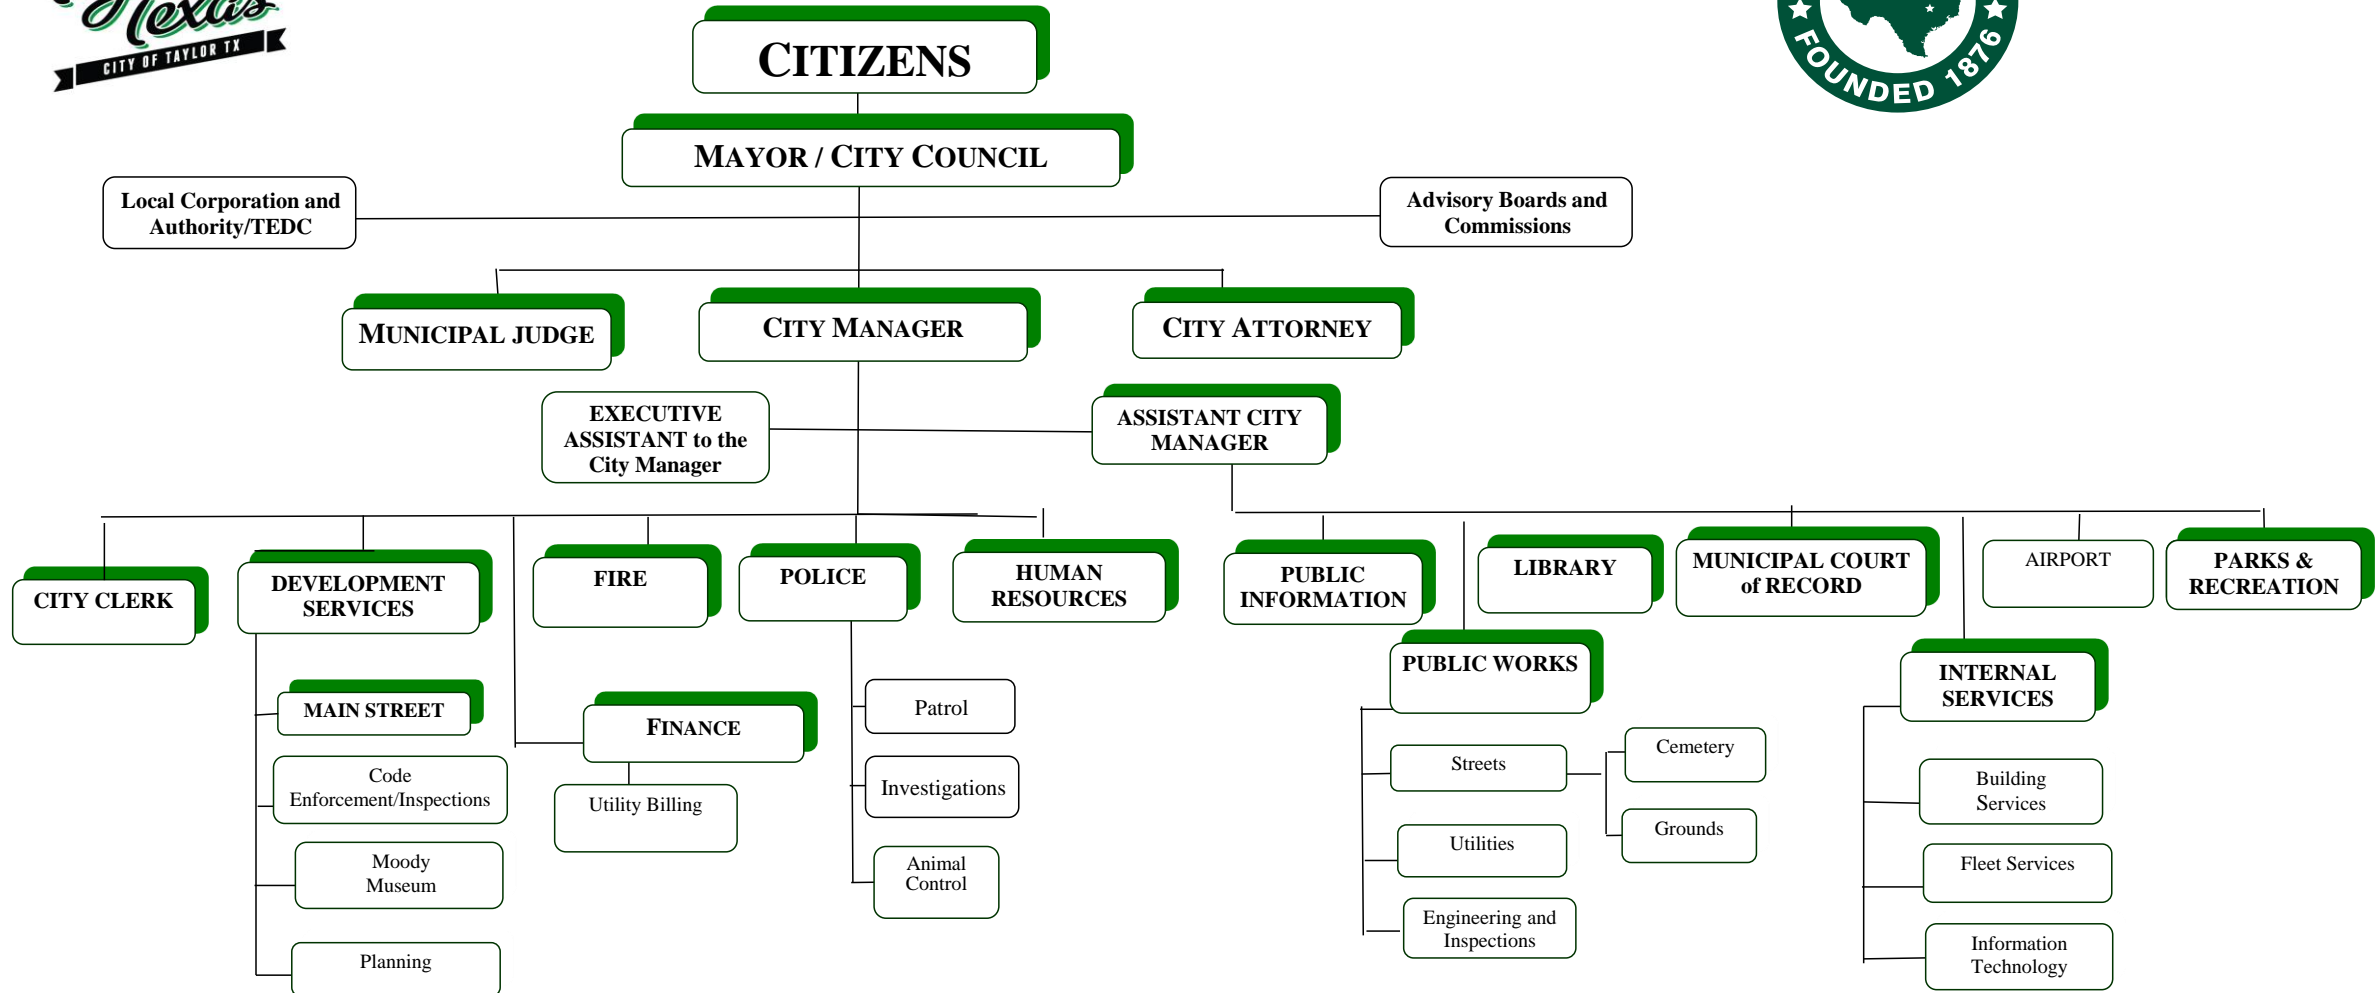 Texas
CITY OF TAYLOR TX
FOUNDED 1876
CITIZENS
MAYOR / CITY COUNCIL
Local Corporation and
Authority/TEDC
Advisory Boards and
Commissions
MUNICIPAL JUDGE
CITY MANAGER
CITY ATTORNEY
EXECUTIVE
ASSISTANT to the
City Manager
ASSISTANT CITY
MANAGER
CITY CLERK
DEVELOPMENT
SERVICES
FIRE
POLICE
HUMAN
RESOURCES
PUBLIC
INFORMATION
LIBRARY
MUNICIPAL COURT
of RECORD
AIRPORT
PARKS &
RECREATION
MAIN STREET
Code
Enforcement/Inspections
Moody
Museum
Planning
FINANCE
Utility Billing
Patrol
Investigations
Animal
Control
PUBLIC WORKS
Streets
Cemetery
Grounds
Utilities
Engineering and
Inspections
INTERNAL
SERVICES
Building
Services
Fleet Services
Information
Technology